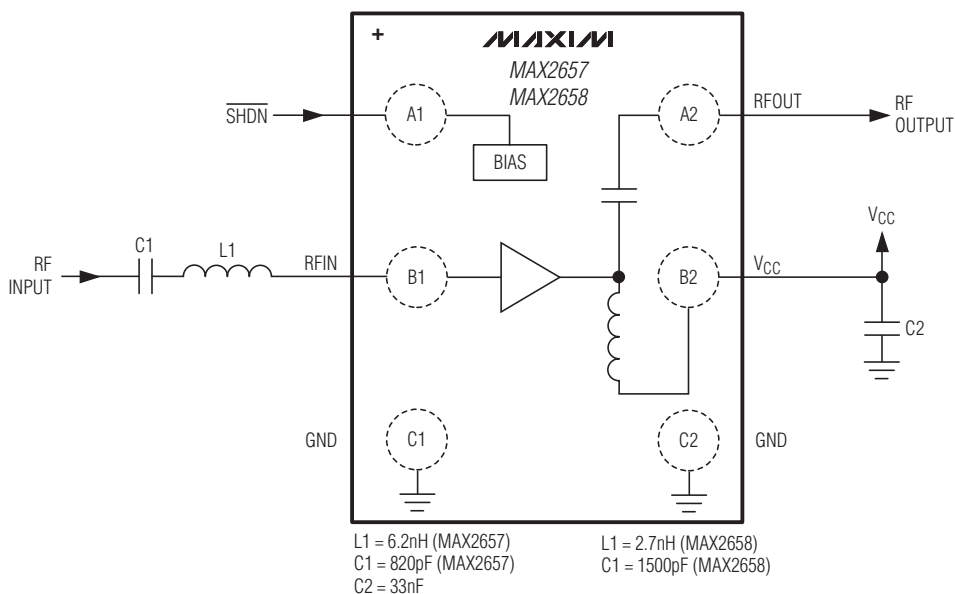 +
MAXIM
MAX2657
MAX2658
SHDN
A1
BIAS
A2
RFOUT
RF
OUTPUT
RF
INPUT
C1
L1
RFIN
B1
B2
VCC
VCC
C2
GND
C1
C2
GND
L1 = 6.2nH (MAX2657)
C1 = 820pF (MAX2657)
C2 = 33nF
L1 = 2.7nH (MAX2658)
C1 = 1500pF (MAX2658)